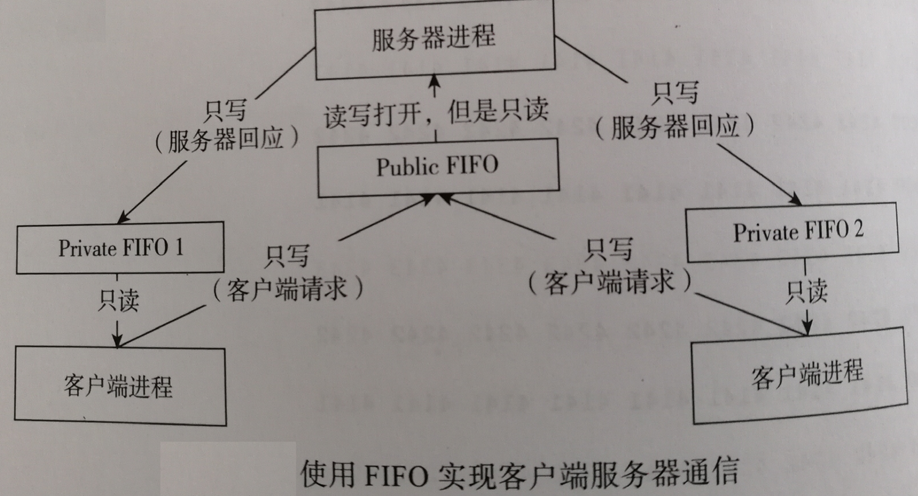 服务器进程
只写
(服务器回应)
读写打开，但是只读
只写
(服务器回应)
Public FIFO
Private FIFO 1
Private FIFO 2
只写
(客户端请求)
只写
(客户端请求)
只读
只读
客户端进程
客户端进程
使用 FIFO 实现客户端服务器通信